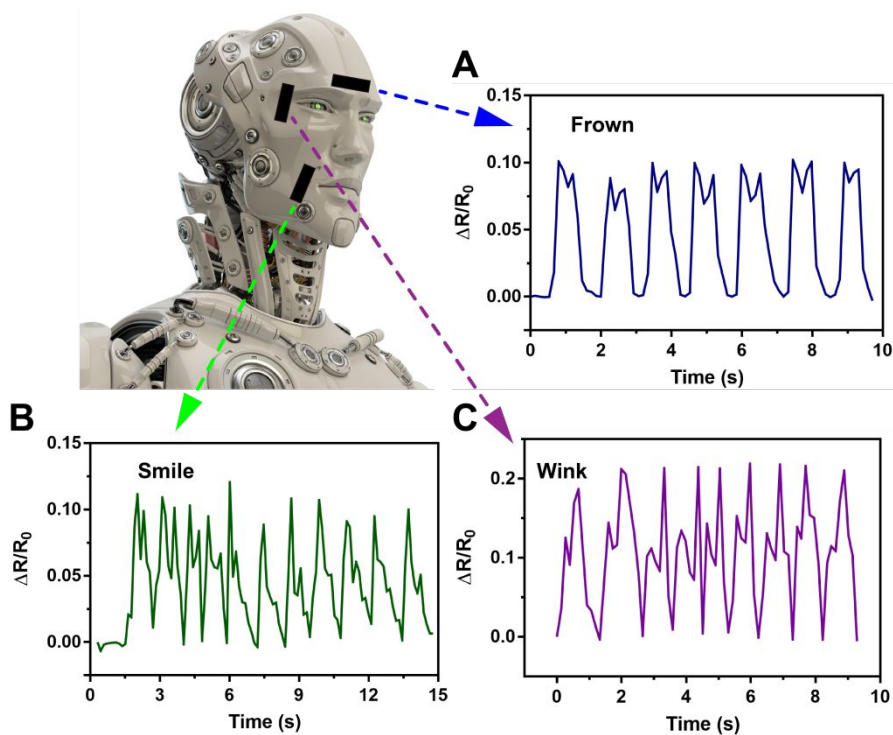 A
0.15
Frown
0.10
ΔR/R₀
0.05
0.00
0 2 4 6 8 10
Time (s)
B
0.15
Smile
0.10
ΔR/R₀
0.05
0.00
0 3 6 9 12 15
Time (s)
C
Wink
0.2
ΔR/R₀
0.1
0.0
0 2 4 6 8 10
Time (s)